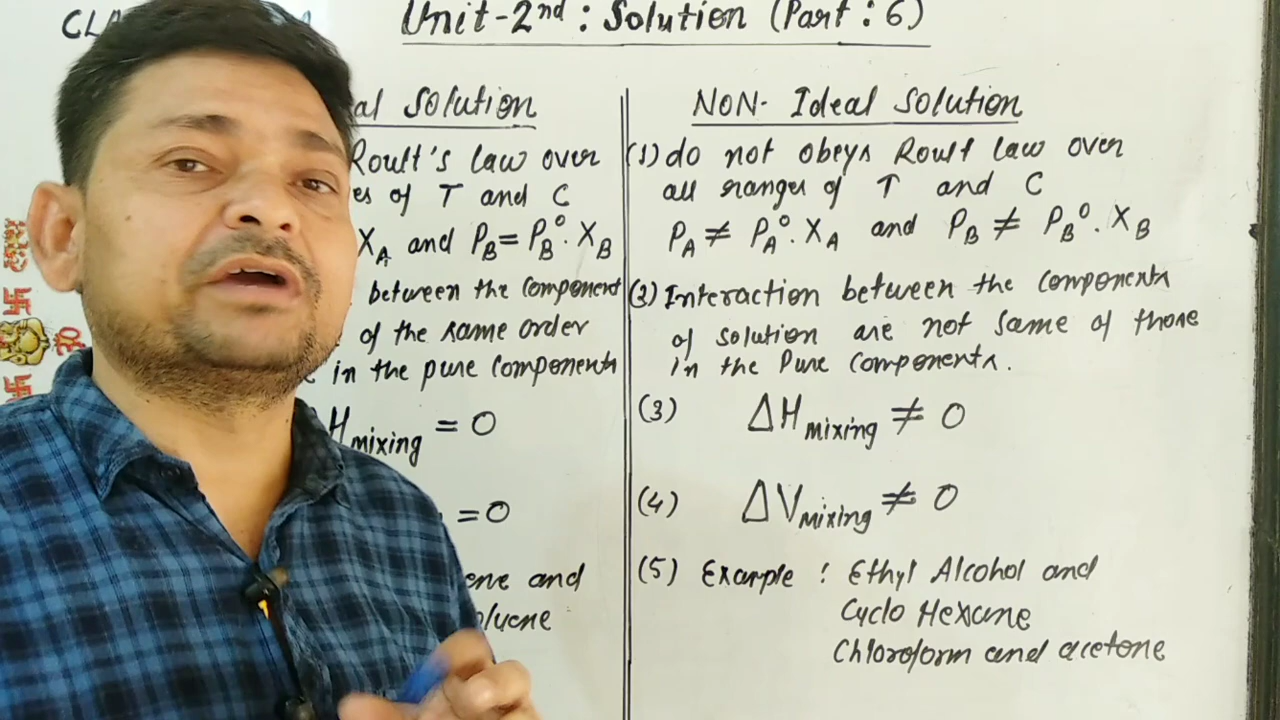 CL
Unit-2nd : Solution (Part : 6)
al Solution
Roult's law over
es of T and C
XA and PB = PB°. XB
between the component
of the same order
in the pure components
Hmixing = 0
= 0
ene and
oluene
NON- Ideal Solution
(1) do not obeys Roult law over
all ranges of T and C
PA ≠ PA°. XA and PB ≠ PB°. XB
(2) Interaction between the components
of solution are not same of those
in the Pure components.
(3) ΔHmixing ≠ 0
(4) ΔVmixing ≠ 0
(5) Example : Ethyl Alcohol and
Cyclo Hexane
Chloroform and acetone